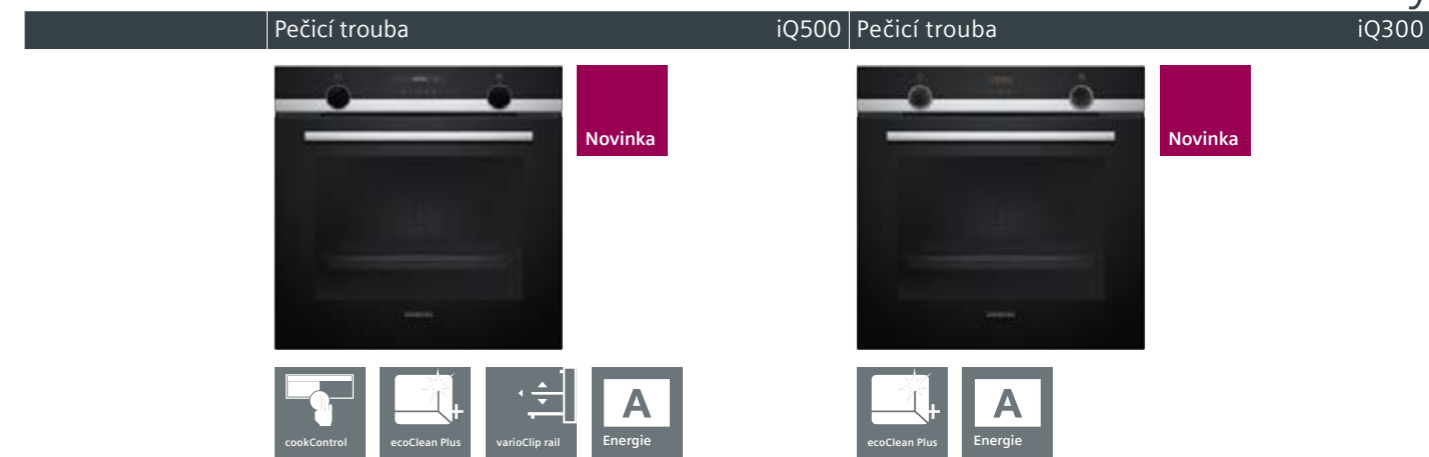 Pečicí trouba iQ500
Pečicí trouba iQ300
Novinka
Novinka
cookControl
ecoClean Plus
varioClip rail
A
Energie
ecoClean Plus
A
Energie